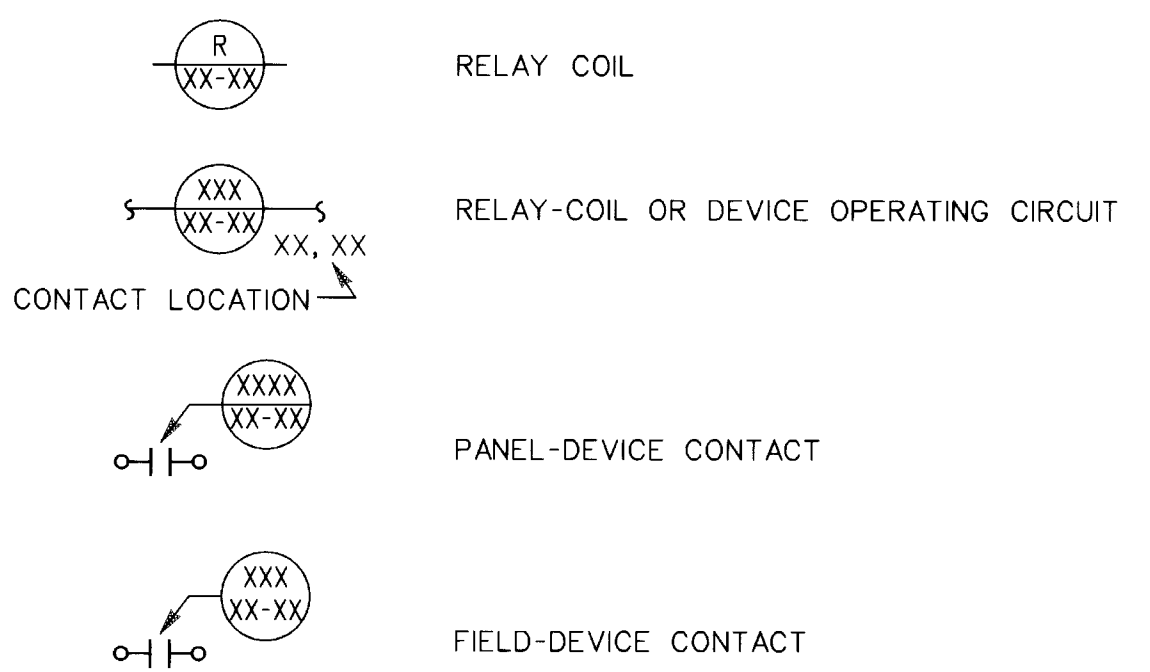 R
XX-XX
RELAY COIL
XXX
XX-XX
RELAY-COIL OR DEVICE OPERATING CIRCUIT
XX, XX
CONTACT LOCATION
XXXX
XX-XX
PANEL-DEVICE CONTACT
XXX
XX-XX
FIELD-DEVICE CONTACT